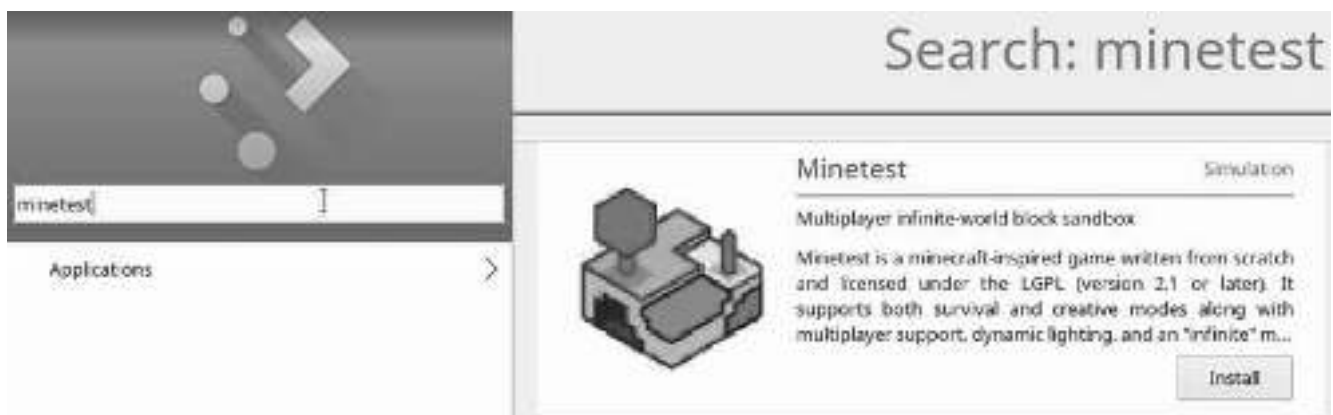 minetest
Applications
Search: minetest
Minetest
Simulation
Multiplayer infinite-world block sandbox
Minetest is a minecraft-inspired game written from scratch
and licensed under the LGPL (version 2.1 or later). It
supports both survival and creative modes along with
multiplayer support, dynamic lighting, and an "infinite" m...
Install